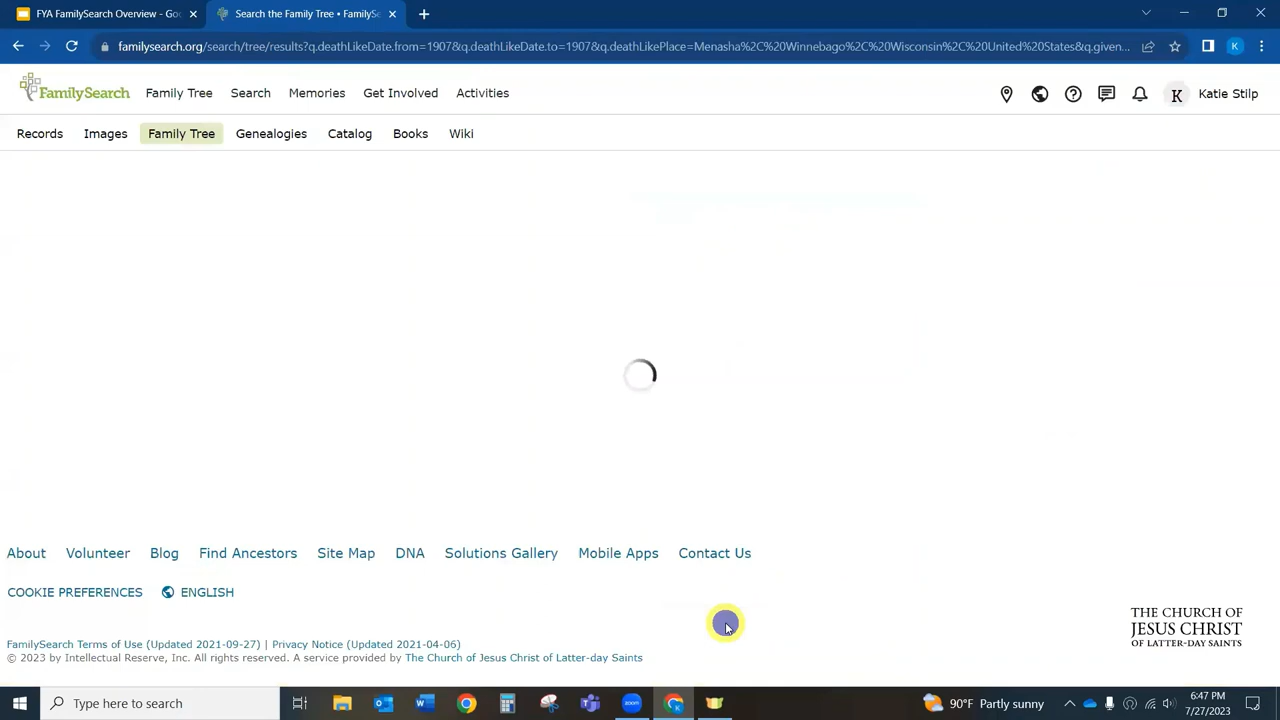 FYA FamilySearch Overview - Goo
Search the Family Tree • FamilySe
familysearch.org/search/tree/results?q.deathLikeDate.from=1907&q.deathLikeDate.to=1907&q.deathLikePlace=Menasha%2C%20Winnebago%2C%20Wisconsin%2C%20United%20States&q.given...
FamilySearch Family Tree Search Memories Get Involved Activities K Katie Stilp
Records Images Family Tree Genealogies Catalog Books Wiki
About Volunteer Blog Find Ancestors Site Map DNA Solutions Gallery Mobile Apps Contact Us
COOKIE PREFERENCES ENGLISH
THE CHURCH OF
JESUS CHRIST
OF LATTER-DAY SAINTS
FamilySearch Terms of Use (Updated 2021-09-27) | Privacy Notice (Updated 2021-04-06)
© 2023 by Intellectual Reserve, Inc. All rights reserved. A service provided by The Church of Jesus Christ of Latter-day Saints
Type here to search zoom 90°F Partly sunny 6:47 PM
7/27/2023